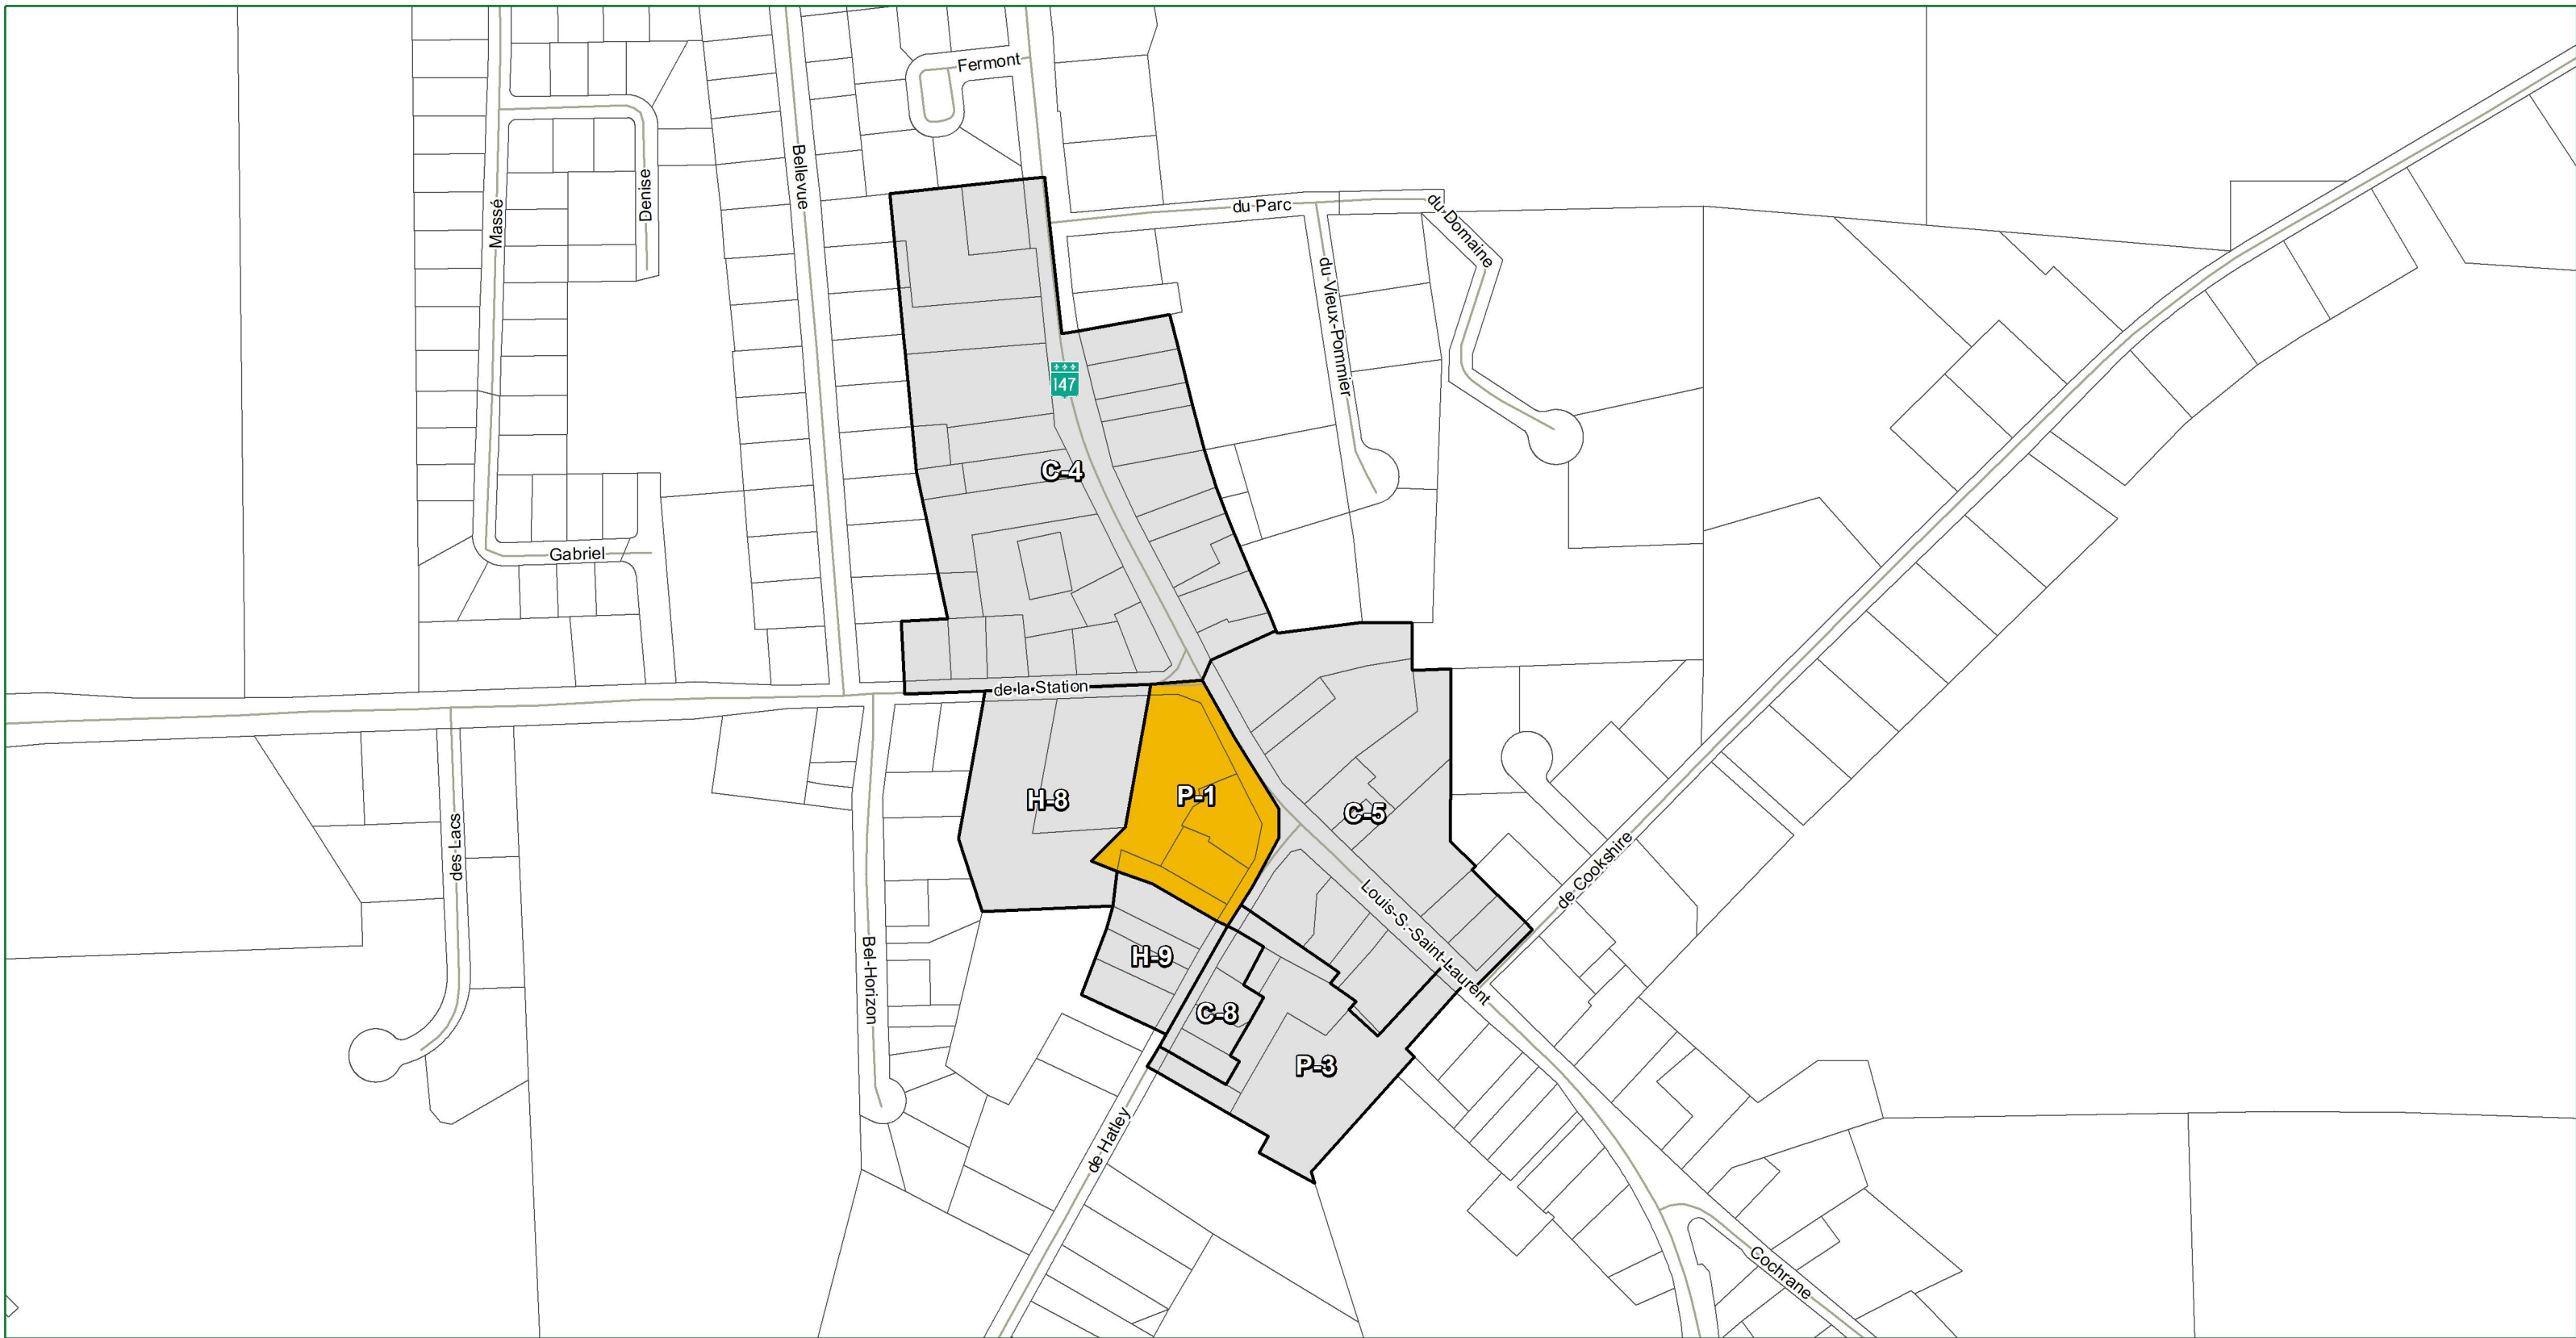 Fermont
Bellevue
Denise
Massé
du Parc
du Domaine
du Vieux-Pommier
147
C-4
Gabriel
de la Station
H-8
P-1
C-5
des Lacs
de Cookshire
Louis-S.-Saint-Laurent
Bel-Horizon
H-9
C-8
P-3
de Hatley
Cochrane